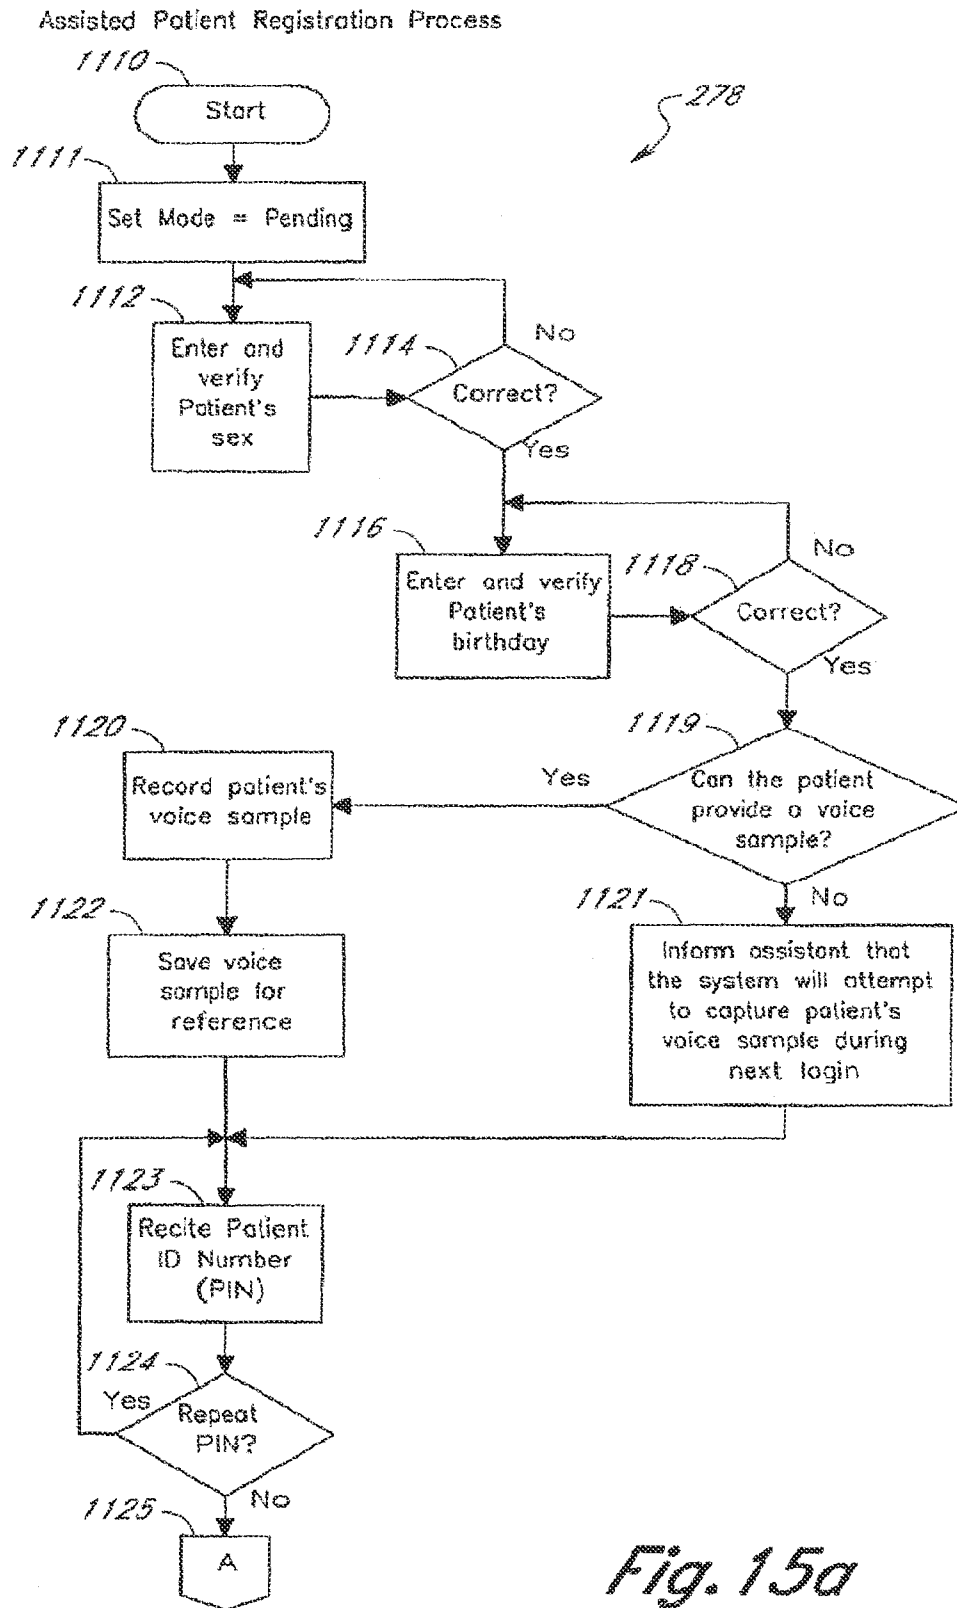 Assisted Patient Registration Process
1110
Start
278
1111
Set Mode = Pending
1112
Enter and
verify
Patient's
sex
1114
Correct?
No
Yes
1116
Enter and verify
Patient's
birthday
1118
Correct?
No
Yes
1119
Can the patient
provide a voice
sample?
Yes
No
1120
Record patient's
voice sample
1122
Save voice
sample for
reference
1121
Inform assistant that
the system will attempt
to capture patient's
voice sample during
next login
1123
Recite Patient
ID Number
(PIN)
1124
Yes
Repeat
PIN?
No
1125
A
Fig. 15a